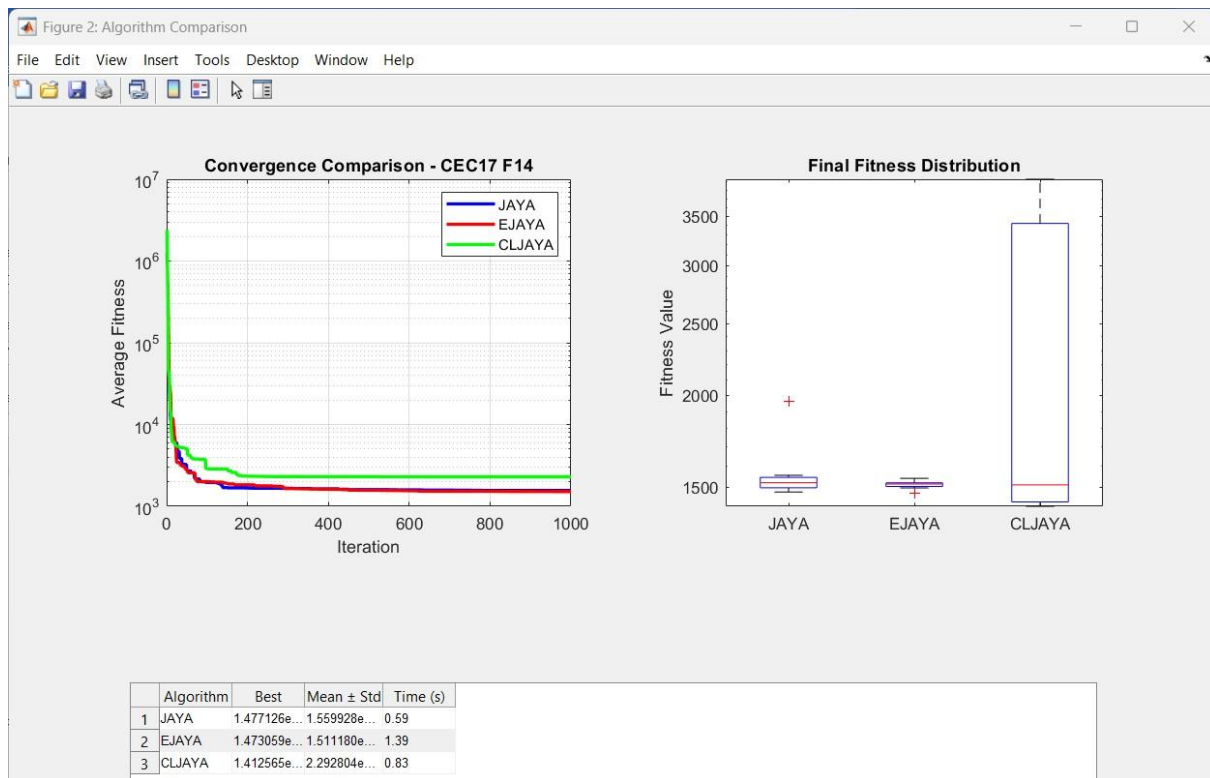 Figure 2: Algorithm Comparison
File Edit View Insert Tools Desktop Window Help
Convergence Comparison - CEC17 F14
10^7
10^6
10^5
10^4
10^3
Average Fitness
0 200 400 600 800 1000
Iteration
JAYA
EJAYA
CLJAYA
Final Fitness Distribution
3500
3000
2500
2000
1500
Fitness Value
JAYA EJAYA CLJAYA
Algorithm Best Mean ± Std Time (s)
1 JAYA 1.477126e... 1.559928e... 0.59
2 EJAYA 1.473059e... 1.511180e... 1.39
3 CLJAYA 1.412565e... 2.292804e... 0.83